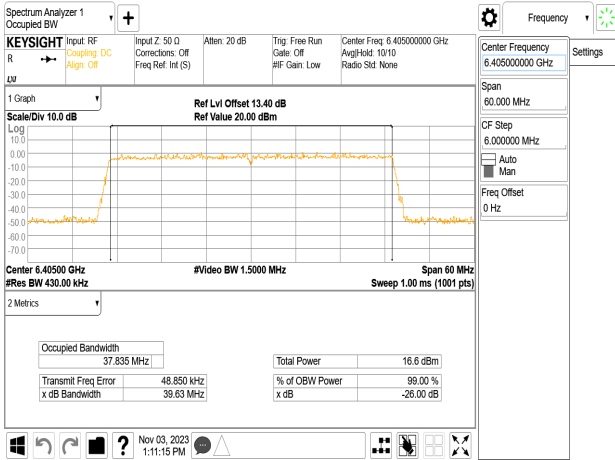 Spectrum Analyzer 1
Occupied BW
Frequency
KEYSIGHT
R
LXI
Input: RF
Coupling: DC
Align: Off
Input Z: 50 Ω
Corrections: Off
Freq Ref: Int (S)
Atten: 20 dB
Trig: Free Run
Gate: Off
#IF Gain: Low
Center Freq: 6.405000000 GHz
Avg|Hold: 10/10
Radio Std: None
Center Frequency
6.405000000 GHz
Settings
Span
60.000 MHz
CF Step
6.000000 MHz
Auto
Man
Freq Offset
0 Hz
1 Graph
Scale/Div 10.0 dB
Ref Lvl Offset 13.40 dB
Ref Value 20.00 dBm
Log
10.0
0.00
-10.0
-20.0
-30.0
-40.0
-50.0
-60.0
-70.0
Center 6.40500 GHz
#Video BW 1.5000 MHz
Span 60 MHz
#Res BW 430.00 kHz
Sweep 1.00 ms (1001 pts)
2 Metrics
Occupied Bandwidth
37.835 MHz
Total Power 16.6 dBm
Transmit Freq Error 48.850 kHz
% of OBW Power 99.00 %
x dB Bandwidth 39.63 MHz
x dB -26.00 dB
Nov 03, 2023
1:11:15 PM